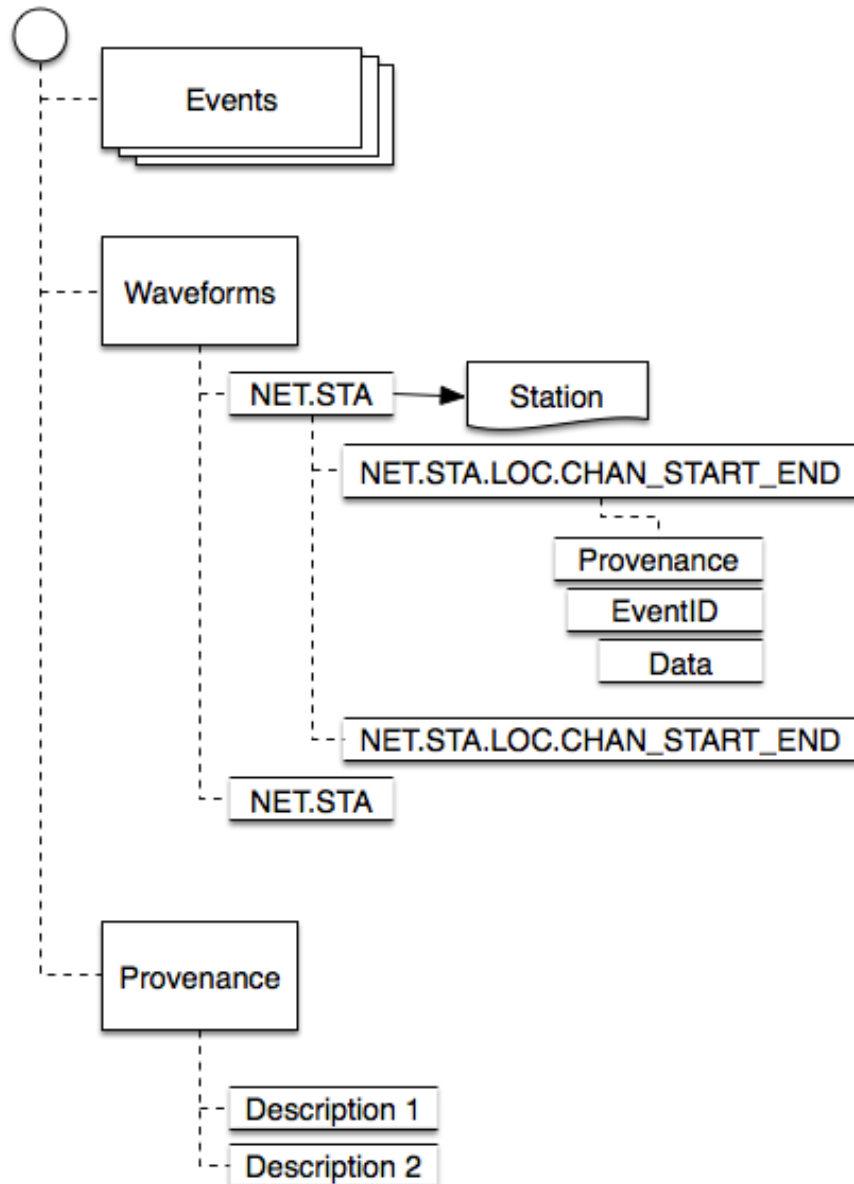 Events
Waveforms
NET.STA
Station
NET.STA.LOC.CHAN_START_END
Provenance
EventID
Data
NET.STA.LOC.CHAN_START_END
NET.STA
Provenance
Description 1
Description 2